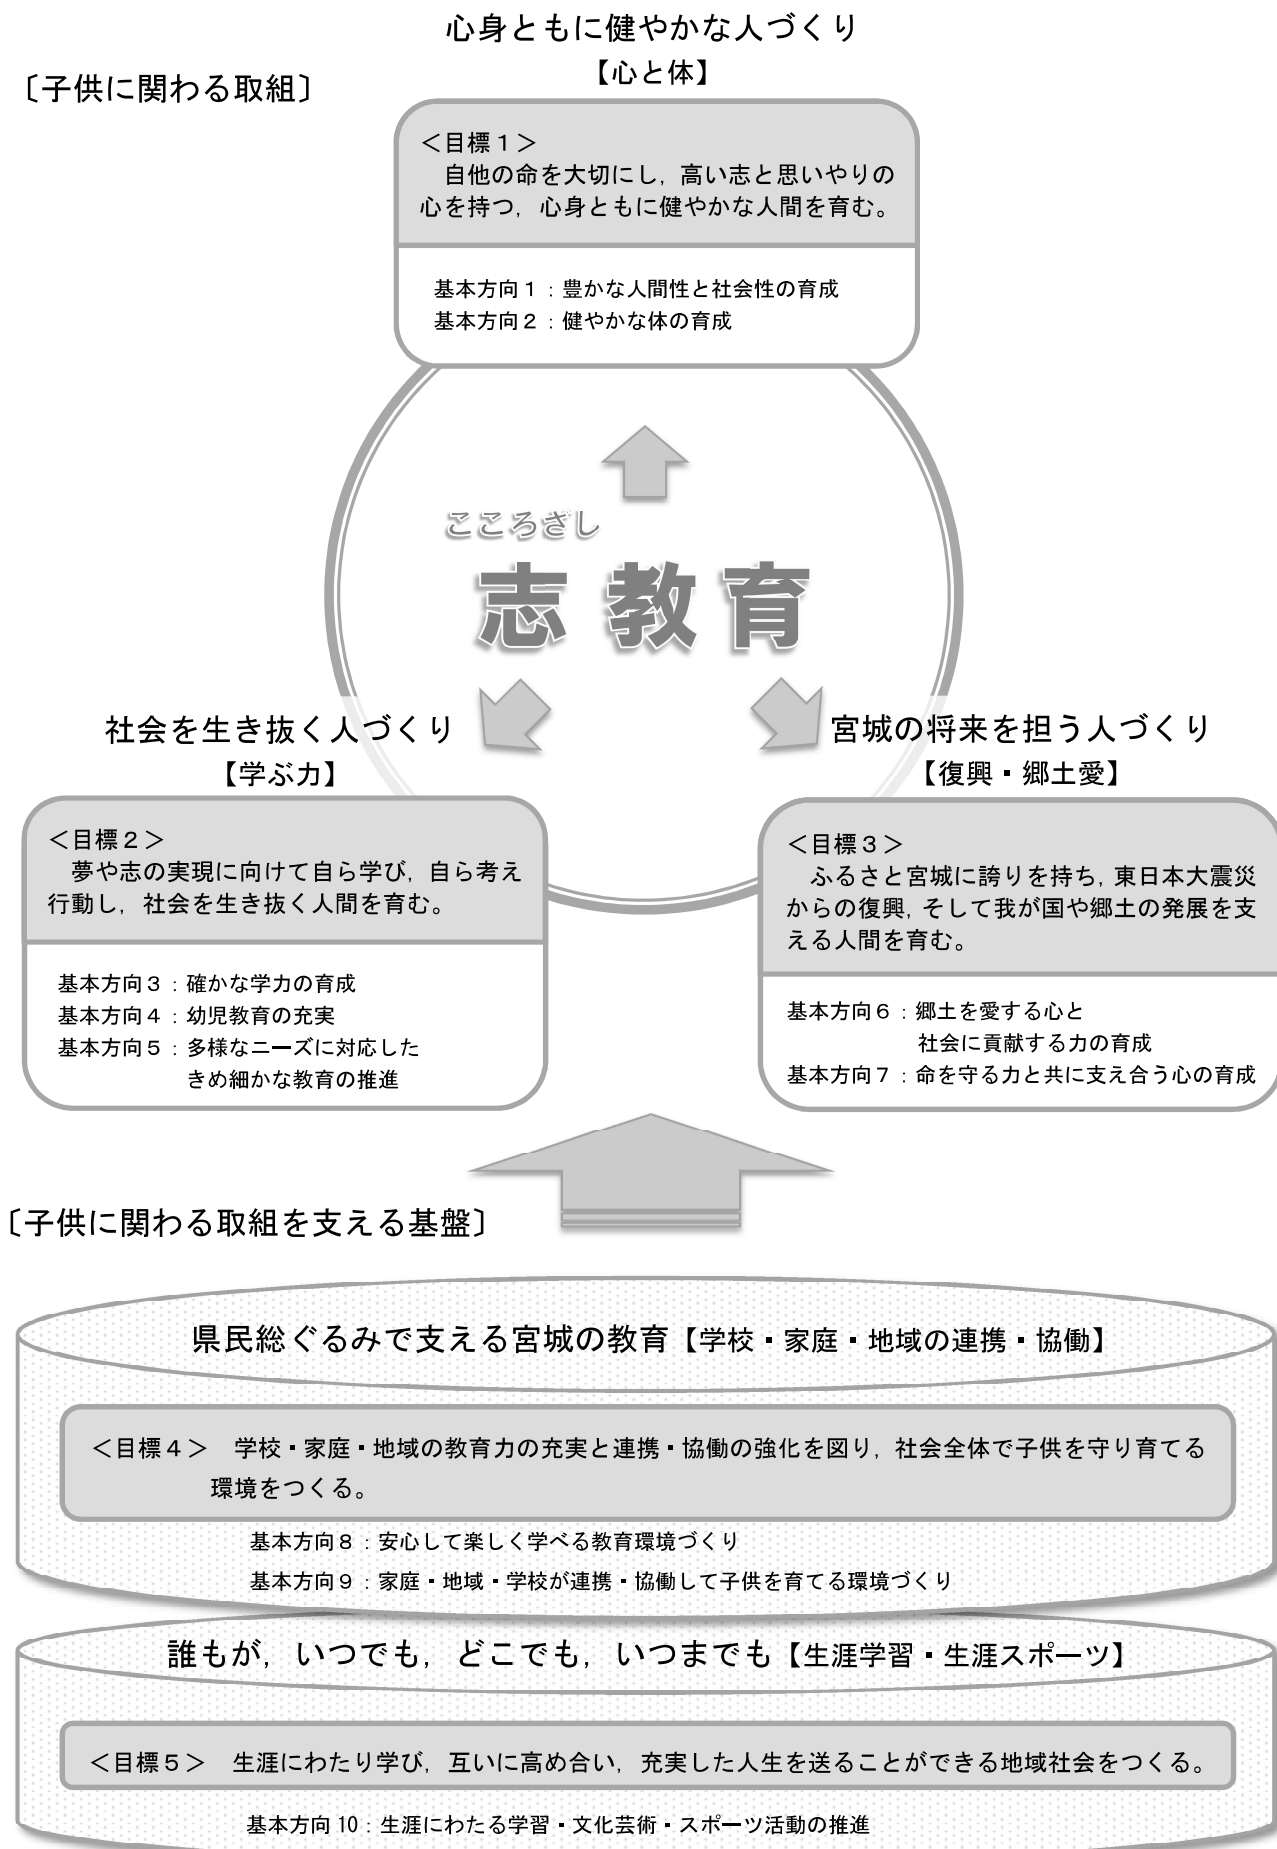 心身ともに健やかな人づくり
【心と体】
〔子供に関わる取組〕
＜目標１＞
自他の命を大切にし，高い志と思いやりの
心を持つ，心身ともに健やかな人間を育む。
基本方向１：豊かな人間性と社会性の育成
基本方向２：健やかな体の育成
こころざし
志教育
社会を生き抜く人づくり
【学ぶ力】
＜目標２＞
夢や志の実現に向けて自ら学び，自ら考え
行動し，社会を生き抜く人間を育む。
基本方向３：確かな学力の育成
基本方向４：幼児教育の充実
基本方向５：多様なニーズに対応した
きめ細かな教育の推進
宮城の将来を担う人づくり
【復興・郷土愛】
＜目標３＞
ふるさと宮城に誇りを持ち，東日本大震災
からの復興，そして我が国や郷土の発展を支
える人間を育む。
基本方向６：郷土を愛する心と
社会に貢献する力の育成
基本方向７：命を守る力と共に支え合う心の育成
〔子供に関わる取組を支える基盤〕
県民総ぐるみで支える宮城の教育【学校・家庭・地域の連携・協働】
＜目標４＞　学校・家庭・地域の教育力の充実と連携・協働の強化を図り，社会全体で子供を守り育てる
環境をつくる。
基本方向８：安心して楽しく学べる教育環境づくり
基本方向９：家庭・地域・学校が連携・協働して子供を育てる環境づくり
誰もが，いつでも，どこでも，いつまでも【生涯学習・生涯スポーツ】
＜目標５＞　生涯にわたり学び，互いに高め合い，充実した人生を送ることができる地域社会をつくる。
基本方向10：生涯にわたる学習・文化芸術・スポーツ活動の推進